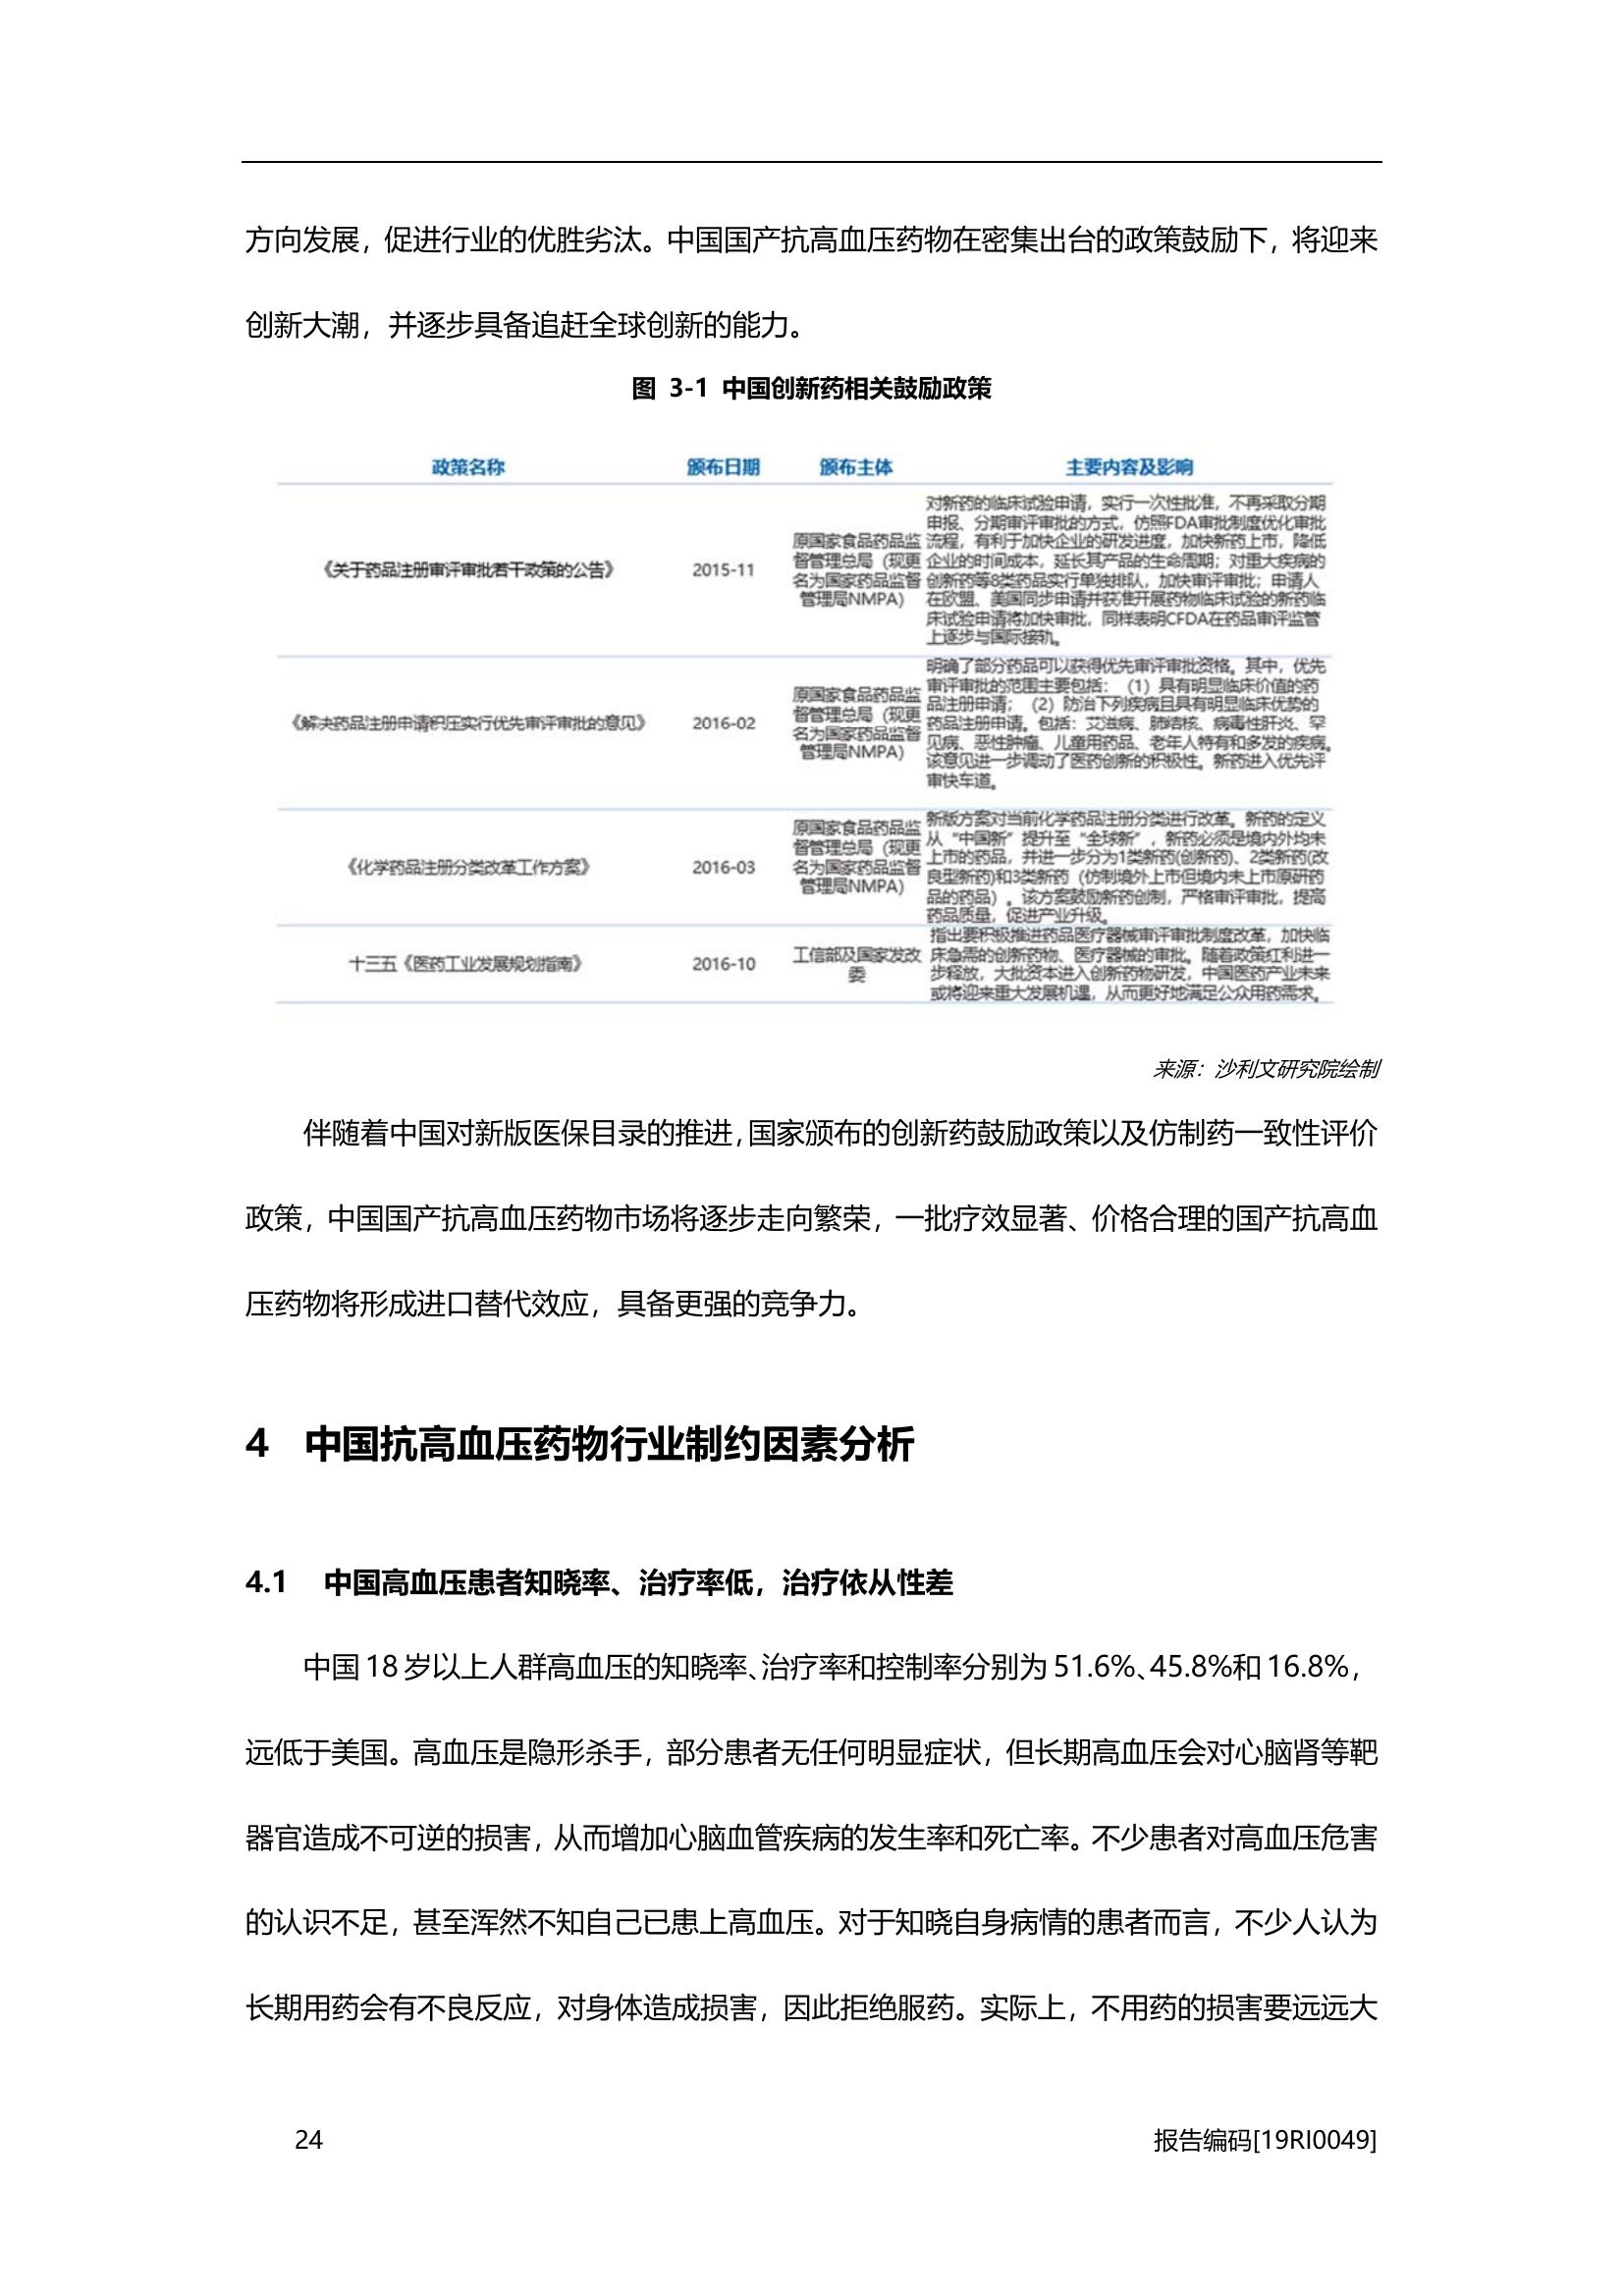 方向发展，促进行业的优胜劣汰。中国国产抗高血压药物在密集出台的政策鼓励下，将迎来
创新大潮，并逐步具备追赶全球创新的能力。
图 3-1 中国创新药相关鼓励政策
政策名称 颁布日期 颁布主体 主要内容及影响
《关于药品注册审评审批若干政策的公告》
2015-11
原国家食品药品监
督管理总局（现更
名为国家药品监督
管理局NMPA）
对新药的临床试验申请，实行一次性批准，不再采取分期
申报、分期审评审批的方式，仿照FDA审批制度优化审批
流程，有利于加快企业的研发进度，加快新药上市，降低
企业的时间成本，延长其产品的生命周期；对重大疾病的
创新药等8类药品实行单独排队，加快审评审批；申请人
在欧盟、美国同步申请并获准开展药物临床试验的新药临
床试验申请将加快审批，同样表明CFDA在药品审评监管
上逐步与国际接轨。
《解决药品注册申请积压实行优先审评审批的意见》
2016-02
原国家食品药品监
督管理总局（现更
名为国家药品监督
管理局NMPA）
明确了部分药品可以获得优先审评审批资格。其中，优先
审评审批的范围主要包括：（1）具有明显临床价值的药
品注册申请；（2）防治下列疾病且具有明显临床优势的
药品注册申请。包括：艾滋病、肺结核、病毒性肝炎、罕
见病、恶性肿瘤、儿童用药品、老年人特有和多发的疾病。
该意见进一步调动了医药创新的积极性。新药进入优先评
审快车道。
《化学药品注册分类改革工作方案》
2016-03
原国家食品药品监
督管理总局（现更
名为国家药品监督
管理局NMPA）
新版方案对当前化学药品注册分类进行改革。新药的定义
从“中国新”提升至“全球新”，新药必须是境内外均未
上市的药品，并进一步分为1类新药(创新药)、2类新药(改
良型新药)和3类新药（仿制境外上市但境内未上市原研药
品的药品）。该方案鼓励新药创制，严格审评审批，提高
药品质量，促进产业升级。
十三五《医药工业发展规划指南》
2016-10
工信部及国家发改
委
指出要积极推进药品医疗器械审评审批制度改革，加快临
床急需的创新药物、医疗器械的审批。随着政策红利进一
步释放，大批资本进入创新药物研发，中国医药产业未来
或将迎来重大发展机遇，从而更好地满足公众用药需求。
来源：沙利文研究院绘制
伴随着中国对新版医保目录的推进，国家颁布的创新药鼓励政策以及仿制药一致性评价
政策，中国国产抗高血压药物市场将逐步走向繁荣，一批疗效显著、价格合理的国产抗高血
压药物将形成进口替代效应，具备更强的竞争力。
4 中国抗高血压药物行业制约因素分析
4.1 中国高血压患者知晓率、治疗率低，治疗依从性差
中国 18 岁以上人群高血压的知晓率、治疗率和控制率分别为 51.6%、45.8%和 16.8%，
远低于美国。高血压是隐形杀手，部分患者无任何明显症状，但长期高血压会对心脑肾等靶
器官造成不可逆的损害，从而增加心脑血管疾病的发生率和死亡率。不少患者对高血压危害
的认识不足，甚至浑然不知自己已患上高血压。对于知晓自身病情的患者而言，不少人认为
长期用药会有不良反应，对身体造成损害，因此拒绝服药。实际上，不用药的损害要远远大
24 报告编码[19RI0049]